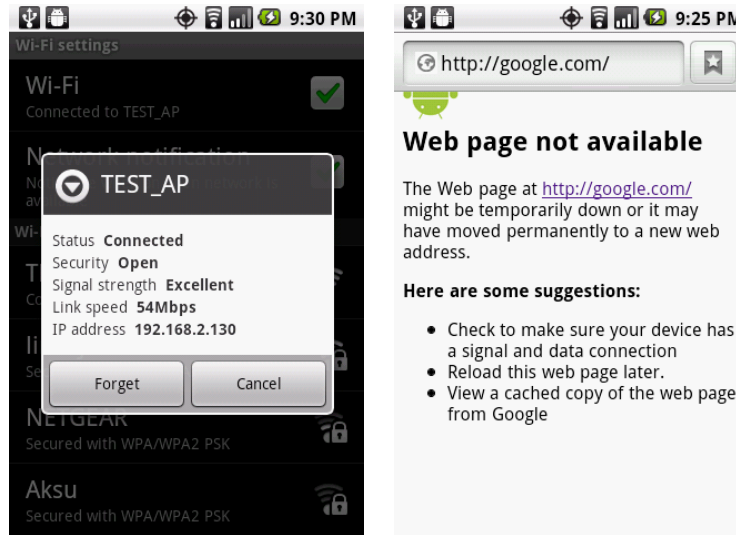 9:30 PM
Wi-Fi settings
Wi-Fi
Connected to TEST_AP
Network notification
TEST_AP
Wi-
Status Connected
Security Open
Signal strength Excellent
Link speed 54Mbps
IP address 192.168.2.130
Forget
Cancel
NETGEAR
Secured with WPA/WPA2 PSK
Aksu
Secured with WPA/WPA2 PSK
9:25 PM
http://google.com/
Web page not available
The Web page at http://google.com/
might be temporarily down or it may
have moved permanently to a new web
address.
Here are some suggestions:
• Check to make sure your device has
a signal and data connection
• Reload this web page later.
• View a cached copy of the web page
from Google